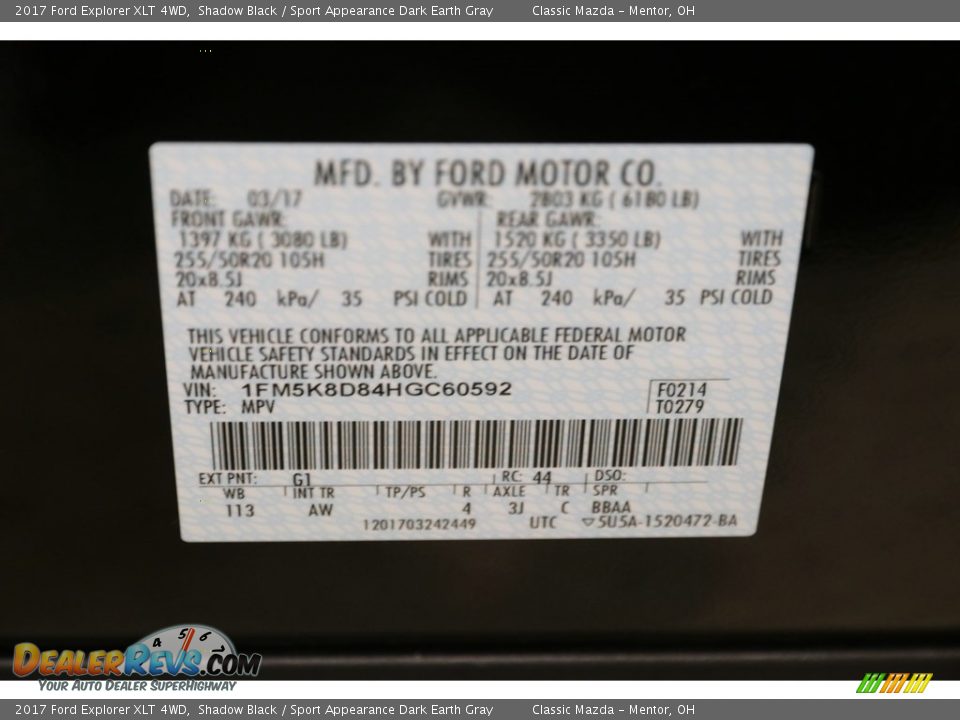 2017 Ford Explorer XLT 4WD, Shadow Black / Sport Appearance Dark Earth Gray Classic Mazda - Mentor, OH
MFD. BY FORD MOTOR CO.
DATE: 03/17 GVWR: 2803 KG ( 6180 LB)
FRONT GAWR: REAR GAWR:
1397 KG ( 3080 LB) WITH 1520 KG ( 3350 LB) WITH
255/50R20 105H TIRES 255/50R20 105H TIRES
20x8.5J RIMS 20x8.5J RIMS
AT 240 kPa/ 35 PSI COLD AT 240 kPa/ 35 PSI COLD
THIS VEHICLE CONFORMS TO ALL APPLICABLE FEDERAL MOTOR
VEHICLE SAFETY STANDARDS IN EFFECT ON THE DATE OF
MANUFACTURE SHOWN ABOVE.
VIN: 1FM5K8D84HGC60592 F0214
TYPE: MPV T0279
EXT PNT: G1 RC: 44 DSO:
WB INT TR TP/PS R AXLE TR SPR
113 AW 4 3J C BBAA
1201703242449 UTC ▽5U5A-1520472-BA
4 5 6 7
DEALERREVS.COM
YOUR AUTO DEALER SUPERHIGHWAY
2017 Ford Explorer XLT 4WD, Shadow Black / Sport Appearance Dark Earth Gray Classic Mazda - Mentor, OH